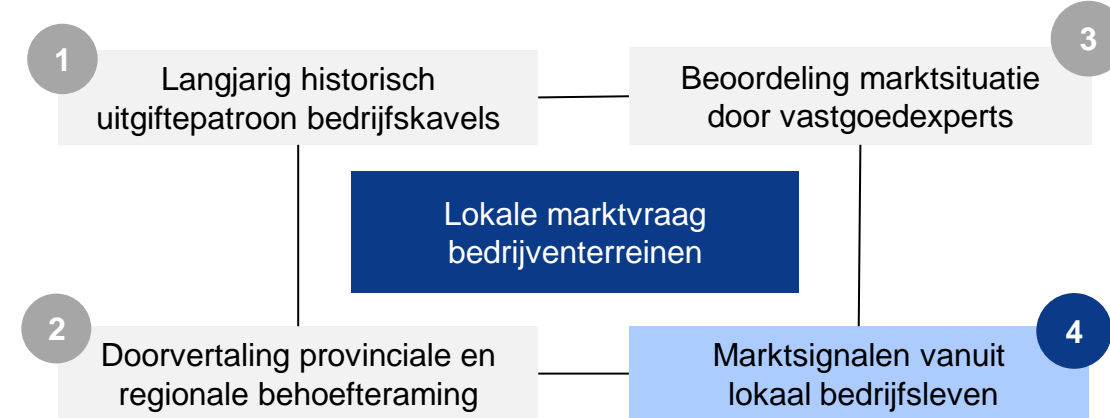 1
Langjarig historisch
uitgiftepatroon bedrijfskavels
3
Beoordeling marktsituatie
door vastgoedexperts
Lokale marktvraag
bedrijventerreinen
2
Doorvertaling provinciale en
regionale behoefteraming
4
Marktsignalen vanuit
lokaal bedrijfsleven